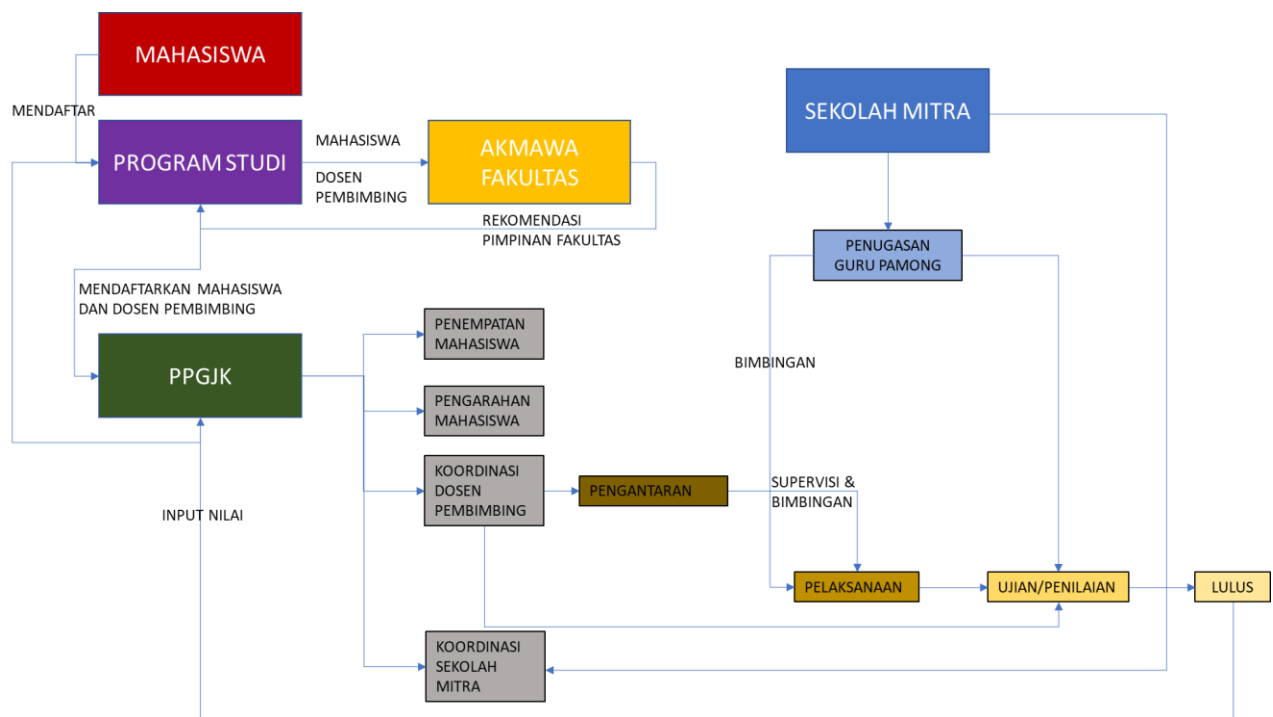 MAHASISWA
MENDAFTAR
PROGRAM STUDI
MAHASISWA
DOSEN
PEMBIMBING
AKMAWA
FAKULTAS
REKOMENDASI
PIMPINAN FAKULTAS
SEKOLAH MITRA
PENUGASAN
GURU PAMONG
MENDAFTARKAN MAHASISWA
DAN DOSEN PEMBIMBING
PPGJK
PENEMPATAN
MAHASISWA
PENGARAHAN
MAHASISWA
KOORDINASI
DOSEN
PEMBIMBING
PENGANTARAN
BIMBINGAN
SUPERVISI &
BIMBINGAN
INPUT NILAI
PELAKSANAAN
UJIAN/PENILAIAN
LULUS
KOORDINASI
SEKOLAH
MITRA